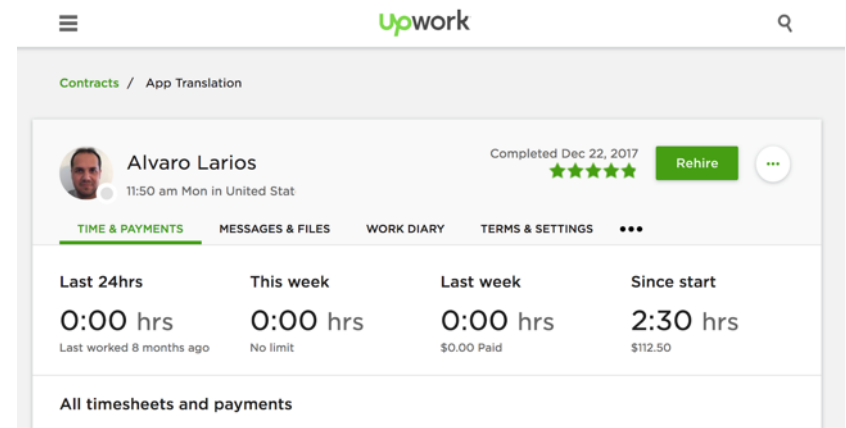 Upwork
Contracts / App Translation
Alvaro Larios
11:50 am Mon in United Stat
Completed Dec 22, 2017
Rehire
TIME & PAYMENTS MESSAGES & FILES WORK DIARY TERMS & SETTINGS
Last 24hrs This week Last week Since start
0:00 hrs 0:00 hrs 0:00 hrs 2:30 hrs
Last worked 8 months ago No limit $0.00 Paid $112.50
All timesheets and payments